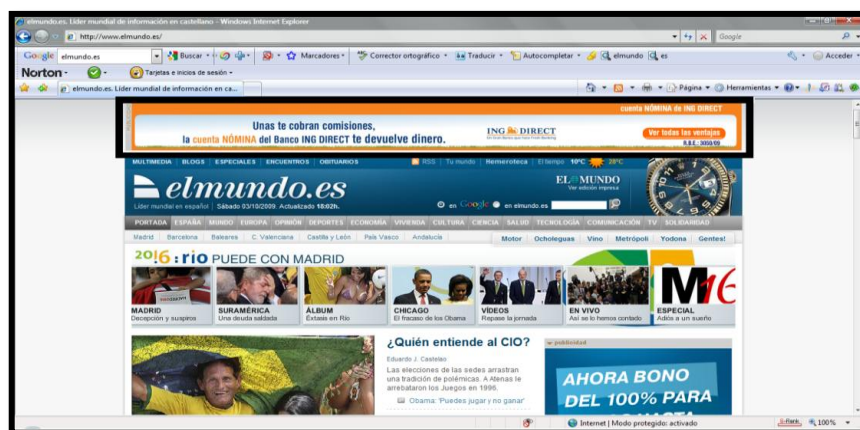 elmundo.es. Líder mundial de información en castellano - Windows Internet Explorer
http://www.elmundo.es/
Google
Google elmundo.es Buscar Marcadores Corrector ortográfico Traducir Autocompletar elmundo es Acceder
Norton Tarjetas e inicios de sesión
elmundo.es. Líder mundial de información en ca... Página Herramientas
cuenta NÓMINA de ING DIRECT
Unas te cobran comisiones,
la cuenta NÓMINA del Banco ING DIRECT te devuelve dinero.
ING DIRECT
Ver todas las ventajas
R.B.E.: 3050/09
MULTIMEDIA BLOGS ESPECIALES ENCUENTROS OBITUARIOS RSS Tu mundo Hemeroteca El tiempo 10ºC 28ºC
elmundo.es
EL MUNDO
Ver edición impresa
Líder mundial en español Sábado 03/10/2009. Actualizado 18:02h.
en Google en elmundo.es
PORTADA ESPAÑA MUNDO EUROPA OPINIÓN DEPORTES ECONOMÍA VIVIENDA CULTURA CIENCIA SALUD TECNOLOGÍA COMUNICACIÓN TV SOLIDARIDAD
Madrid Barcelona Baleares C. Valenciana Castilla y León País Vasco Andalucía Motor Ocholeguas Vino Metrópoli Yodona Gentes!
2016 : rio PUEDE CON MADRID
M16
MADRID
Decepción y suspiros
SURAMÉRICA
Una deuda saldada
ÁLBUM
Éxtasis en Río
CHICAGO
El fracaso de los Obama
VÍDEOS
Repase la jornada
EN VIVO
Así se lo hemos contado
ESPECIAL
Adiós a un sueño
¿Quién entiende al CIO?
Eduardo J. Castelao
Las elecciones de las sedes arrastran
una tradición de polémicas. A Atenas le
arrebataron los Juegos en 1996.
Obama: 'Puedes jugar y no ganar'
publicidad
AHORA BONO
DEL 100% PARA
Internet | Modo protegido: activado
100%